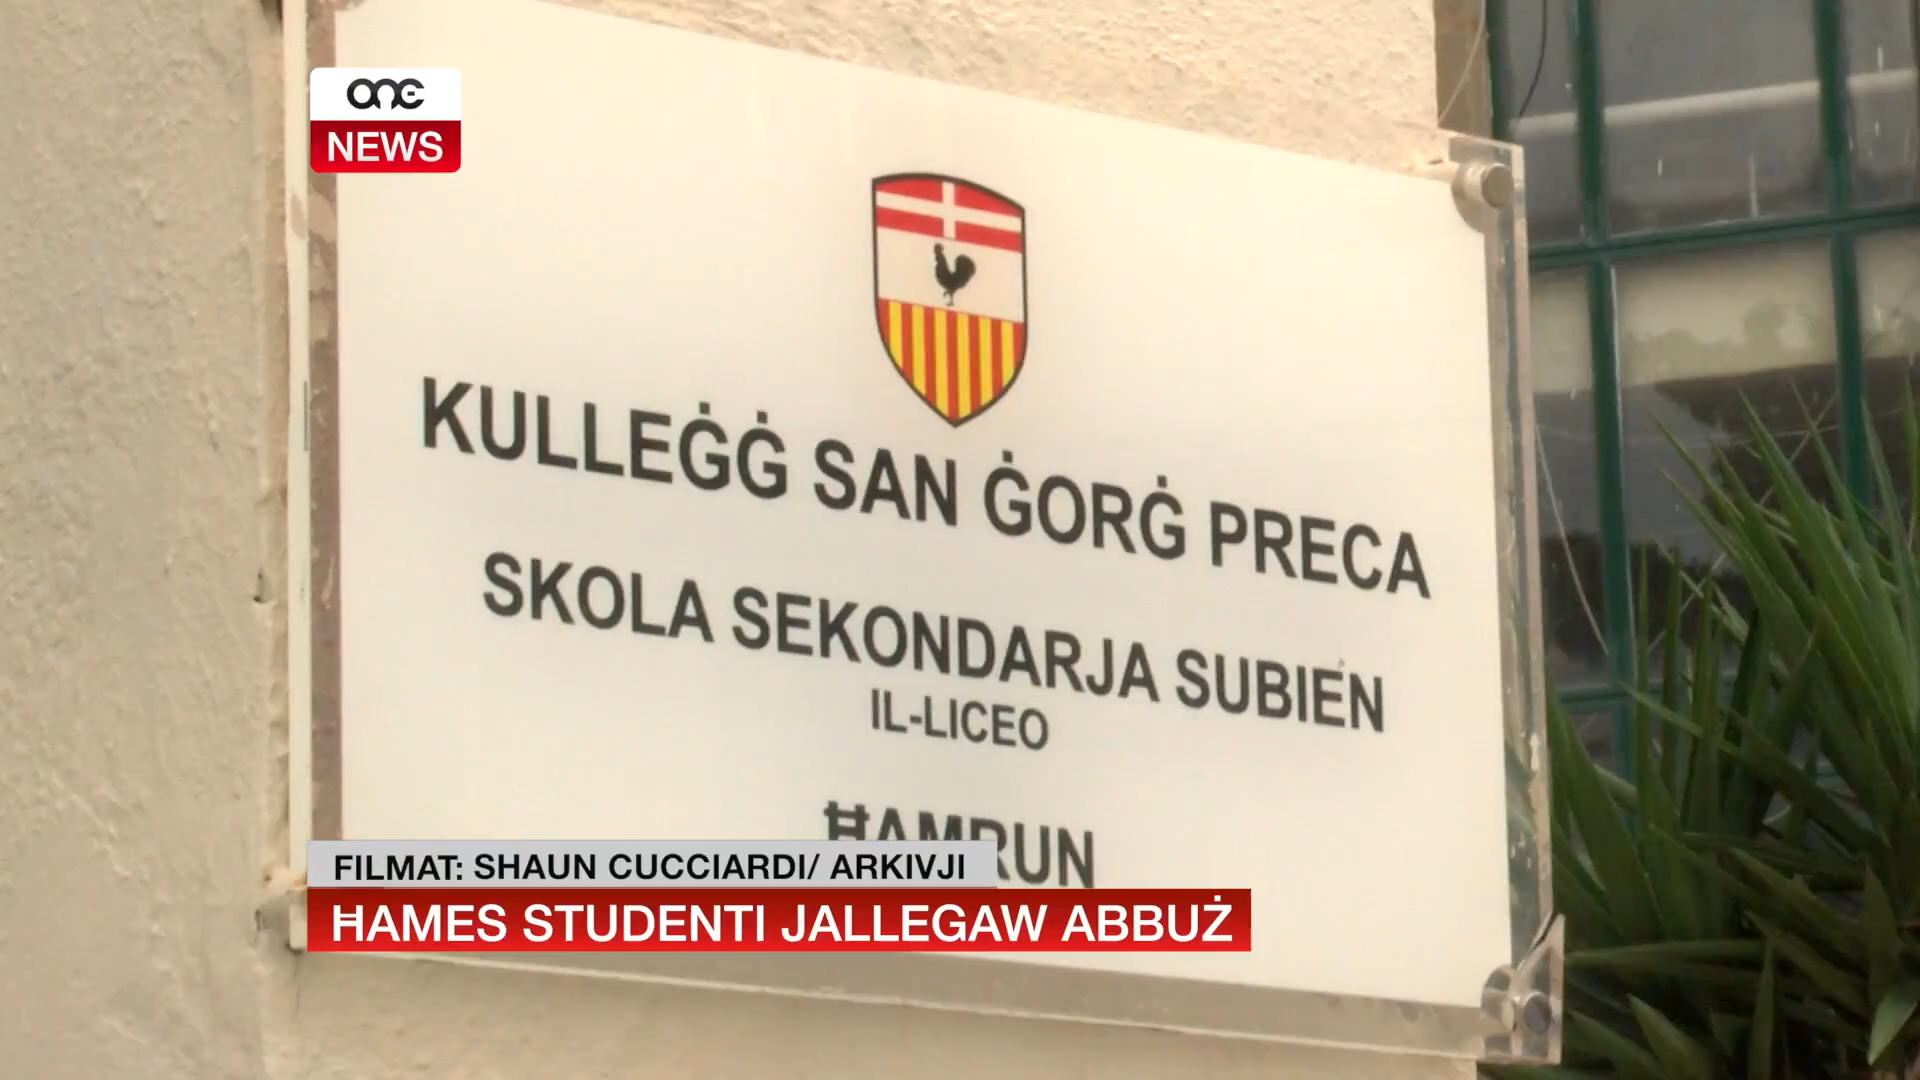 ONE
NEWS
KULLEĠĠ SAN ĠORĠ PRECA
SKOLA SEKONDARJA SUBIEN
IL-LICEO
ĦAMRUN
FILMAT: SHAUN CUCCIARDI/ ARKIVJI
ĦAMES STUDENTI JALLEGAW ABBUŻ